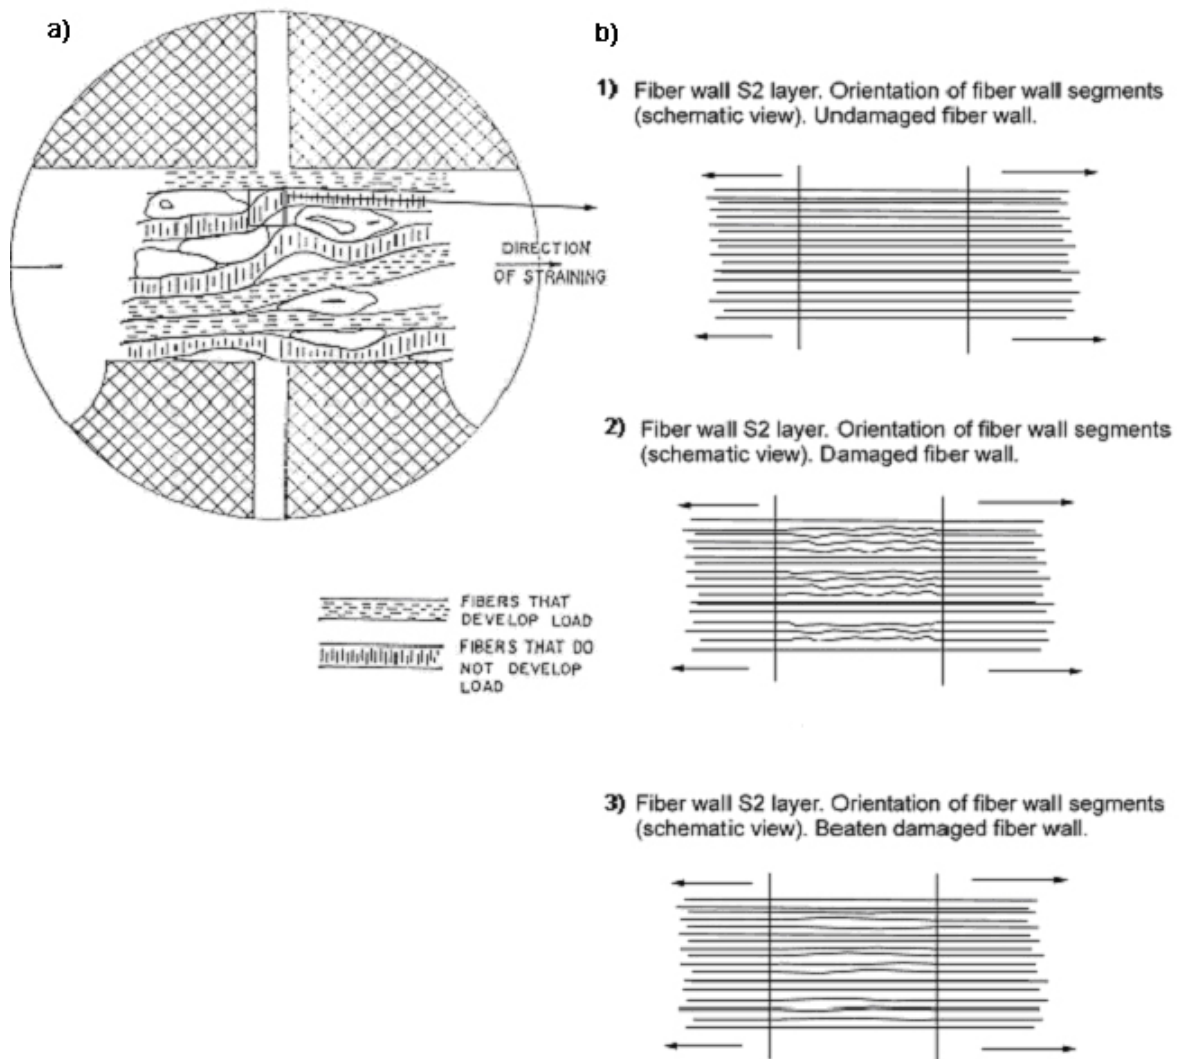 a)
DIRECTION
OF STRAINING
FIBERS THAT
DEVELOP LOAD
FIBERS THAT DO
NOT DEVELOP
LOAD
b)
1) Fiber wall S2 layer. Orientation of fiber wall segments
(schematic view). Undamaged fiber wall.
2) Fiber wall S2 layer. Orientation of fiber wall segments
(schematic view). Damaged fiber wall.
3) Fiber wall S2 layer. Orientation of fiber wall segments
(schematic view). Beaten damaged fiber wall.